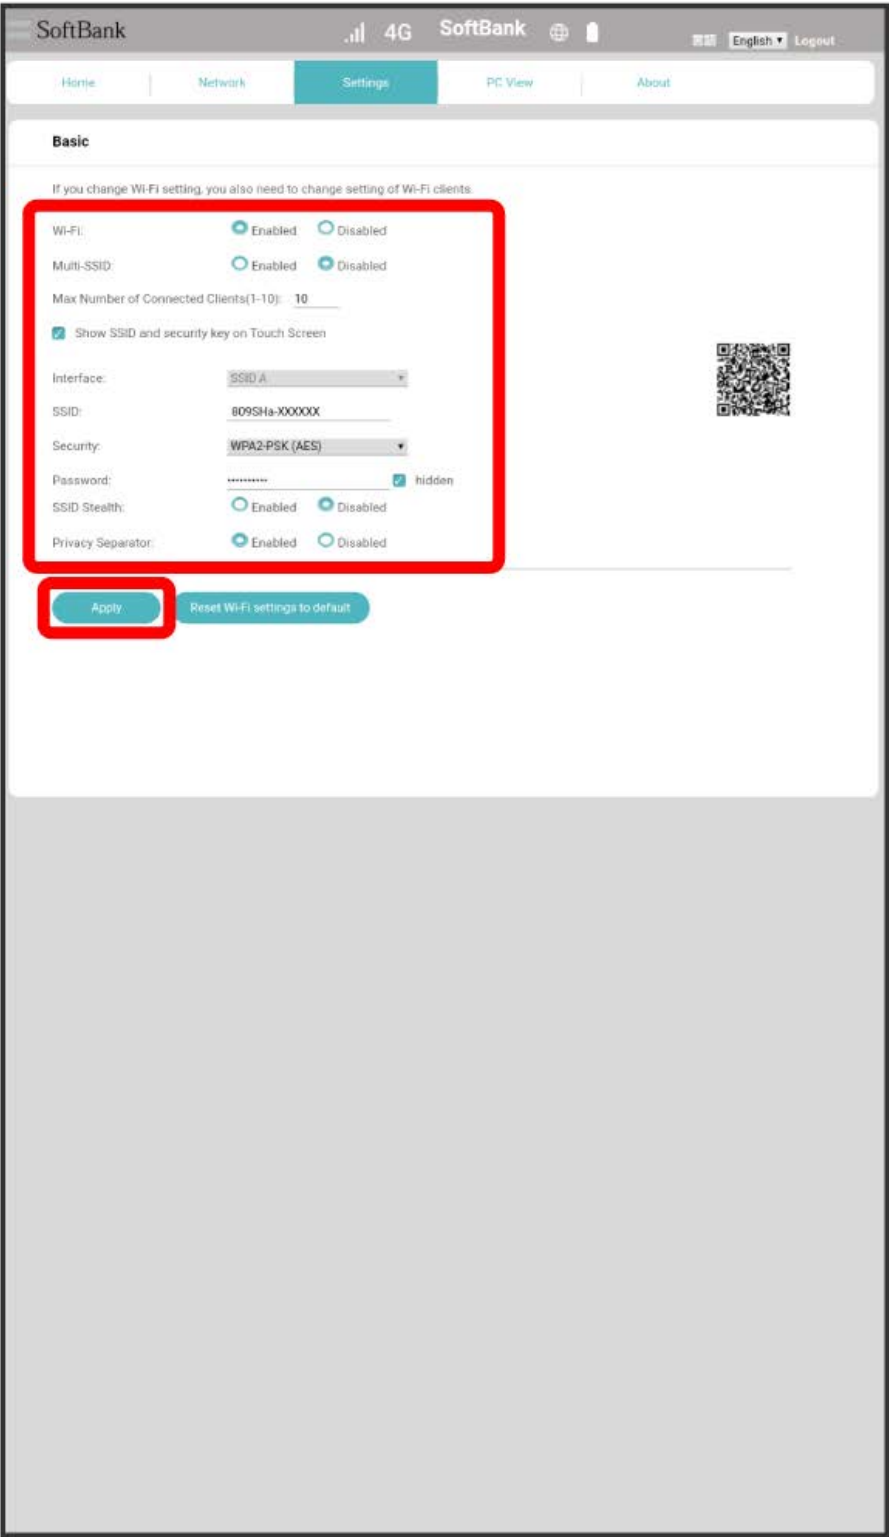 SoftBank 4G SoftBank 言語 English Logout
Home Network Settings PC View About
Basic
If you change Wi-Fi setting, you also need to change setting of Wi-Fi clients.
Wi-Fi: Enabled Disabled
Multi-SSID: Enabled Disabled
Max Number of Connected Clients(1-10): 10
Show SSID and security key on Touch Screen
Interface: SSID A
SSID: 809SHa-XXXXXX
Security: WPA2-PSK (AES)
Password: •••••••••• hidden
SSID Stealth: Enabled Disabled
Privacy Separator: Enabled Disabled
Apply Reset Wi-Fi settings to default